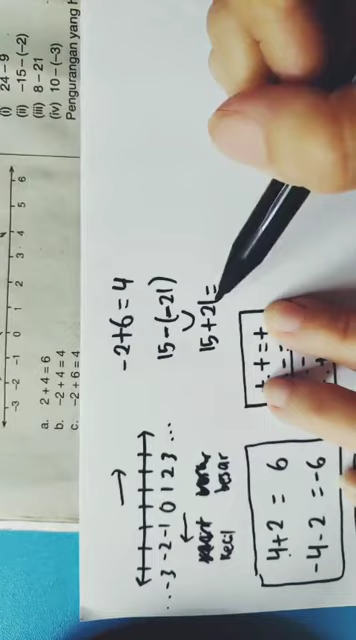 (i) 24 – 9
(ii) –15 – (–2)
(iii) 8 – 21
(iv) 10 – (–3)
Pengurangan yang
–3 –2 –1 0 1 2 3 4 5 6
a. 2 + 4 = 6
b. –2 + 4 = 4
c. –2 + 6 = 4
... -3 -2 -1 0 1 2 3 ...
kecil besar
-2+6=4
15-(-21)
15+21=
4+2 = 6
-4-2 = -6